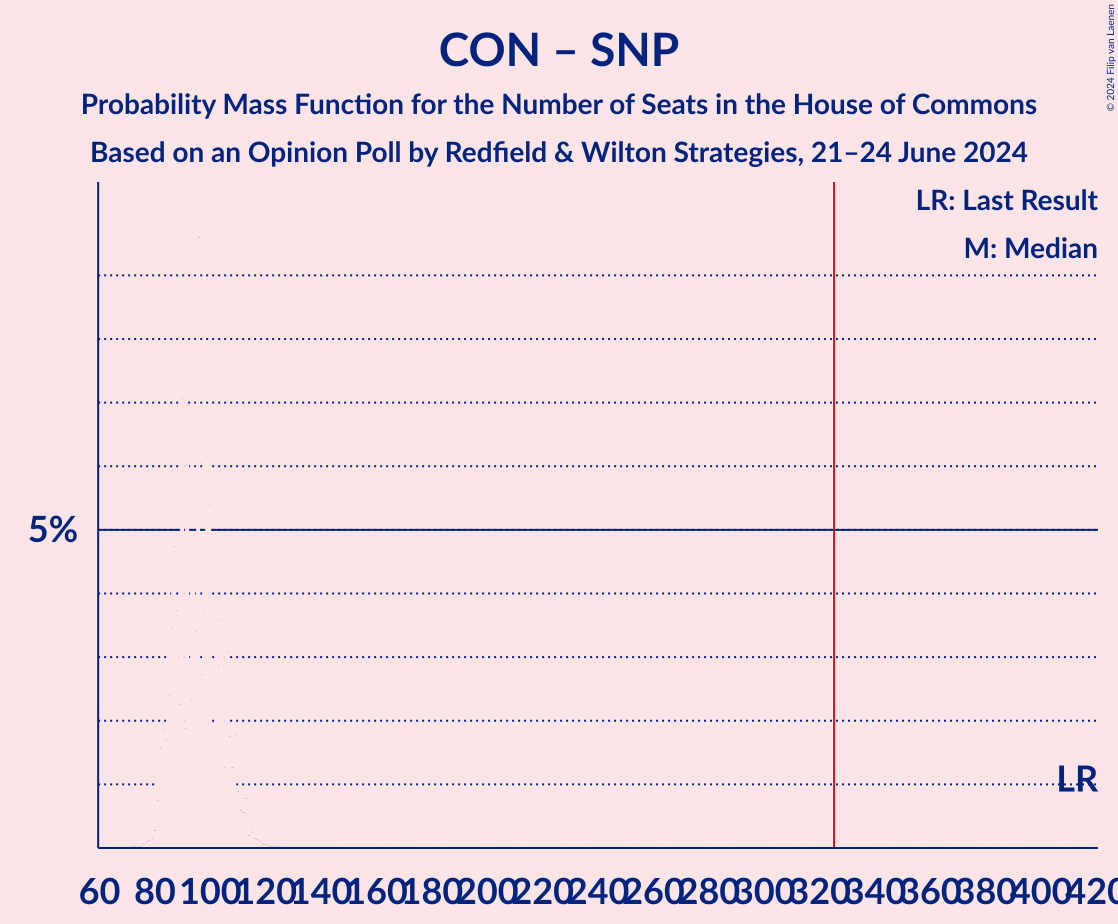 CON – SNP
Probability Mass Function for the Number of Seats in the House of Commons
Based on an Opinion Poll by Redfield & Wilton Strategies, 21–24 June 2024
© 2024 Filip van Laenen
LR: Last Result
M: Median
5%
LR
60 80 100 120 140 160 180 200 220 240 260 280 300 320 340 360 380 400 420